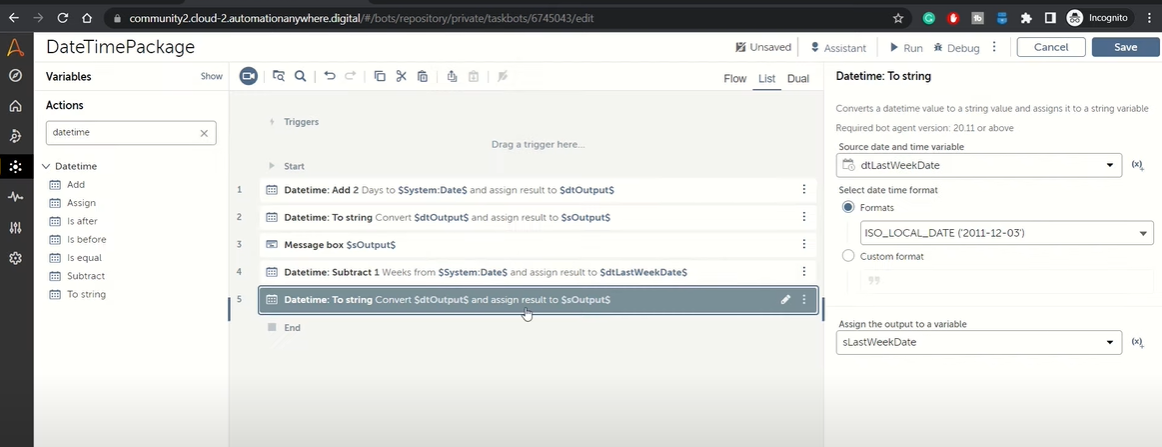 community2.cloud-2.automationanywhere.digital/#/bots/repository/private/taskbots/6745043/edit
Incognito
DateTimePackage
Unsaved
Assistant
Run
Debug
Cancel
Save
Variables
Show
Flow
List
Dual
Actions
datetime
Datetime
Add
Assign
Is after
Is before
Is equal
Subtract
To string
Triggers
Drag a trigger here...
Start
1 Datetime: Add 2 Days to $System:Date$ and assign result to $dtOutput$
2 Datetime: To string Convert $dtOutput$ and assign result to $sOutput$
3 Message box $sOutput$
4 Datetime: Subtract 1 Weeks from $System:Date$ and assign result to $dtLastWeekDate$
5 Datetime: To string Convert $dtOutput$ and assign result to $sOutput$
End
Datetime: To string
Converts a datetime value to a string value and assigns it to a string variable
Required bot agent version: 20.11 or above
Source date and time variable
dtLastWeekDate
(x)
Select date time format
Formats
ISO_LOCAL_DATE ('2011-12-03')
Custom format
Assign the output to a variable
sLastWeekDate
(x)